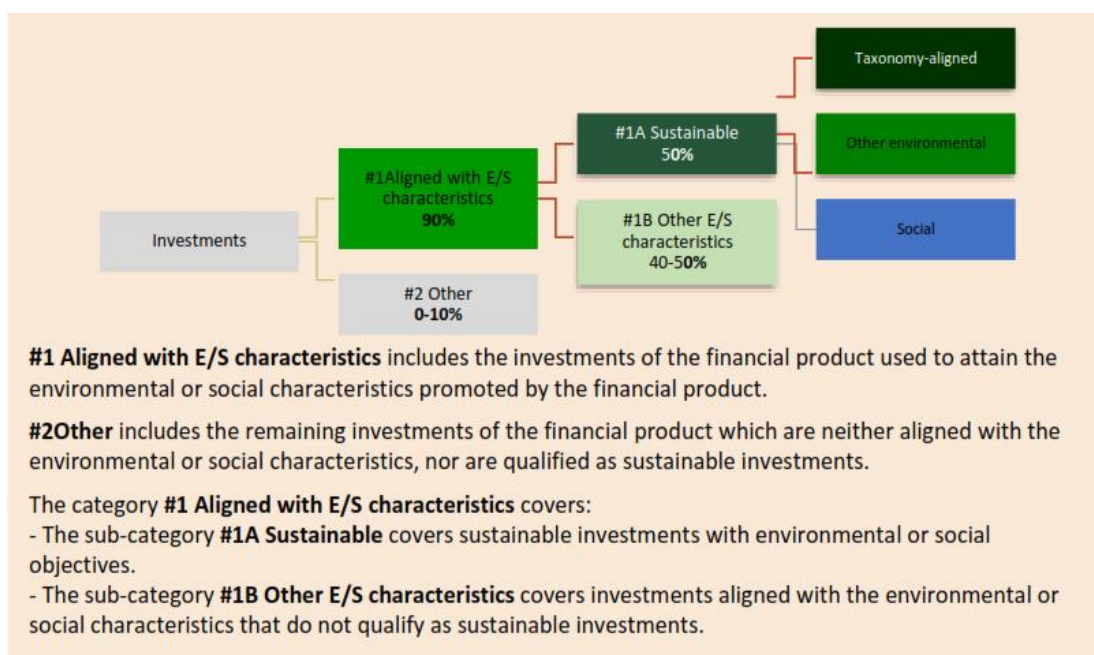 Taxonomy-aligned
#1A Sustainable
50%
Other environmental
#1Aligned with E/S
characteristics
90%
Investments
#1B Other E/S
characteristics
40-50%
Social
#2 Other
0-10%
#1 Aligned with E/S characteristics includes the investments of the financial product used to attain the
environmental or social characteristics promoted by the financial product.
#2Other includes the remaining investments of the financial product which are neither aligned with the
environmental or social characteristics, nor are qualified as sustainable investments.
The category #1 Aligned with E/S characteristics covers:
- The sub-category #1A Sustainable covers sustainable investments with environmental or social
objectives.
- The sub-category #1B Other E/S characteristics covers investments aligned with the environmental or
social characteristics that do not qualify as sustainable investments.